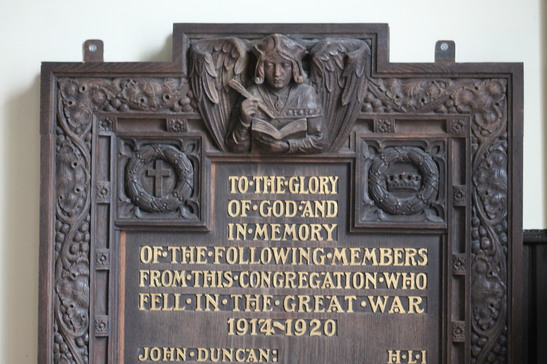 TO·THE·GLORY
OF·GOD·AND
IN·MEMORY
OF·THE·FOLLOWING·MEMBERS
FROM·THIS·CONGREGATION·WHO
FELL·IN·THE·GREAT·WAR
1914-1920
JOHN·DUNCAN: H·L·I